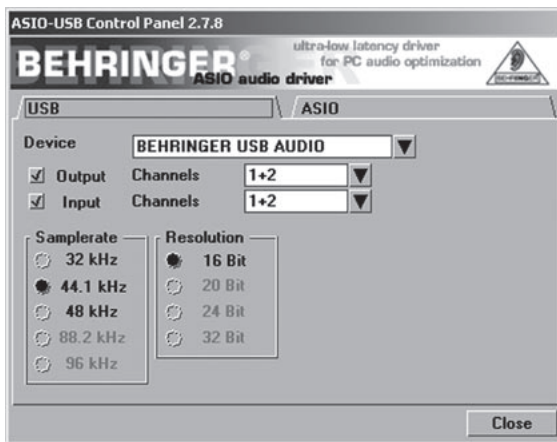 ASIO-USB Control Panel 2.7.8
BEHRINGER®
ultra-low latency driver
for PC audio optimization
ASIO audio driver
BEHRINGER
USB
ASIO
Device BEHRINGER USB AUDIO
Output Channels 1+2
Input Channels 1+2
Samplerate
32 kHz
44.1 kHz
48 kHz
88.2 kHz
96 kHz
Resolution
16 Bit
20 Bit
24 Bit
32 Bit
Close